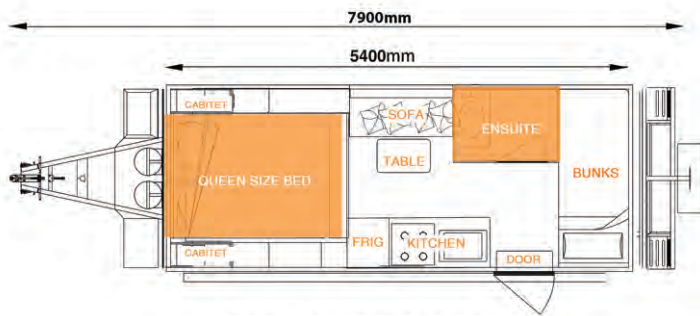 7900mm
5400mm
CABITET
SOFA
ENSUITE
TABLE
QUEEN SIZE BED
BUNKS
FRIG
KITCHEN
CABITET
DOOR